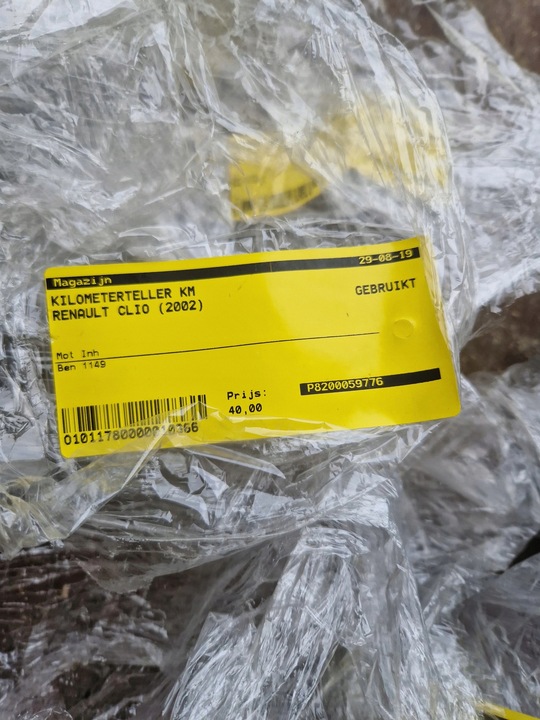 Magazijn 29-08-19
KILOMETERTELLER KM GEBRUIKT
RENAULT CLIO (2002)
Mot Inh
Ben 1149
Prijs: P8200059776
40,00